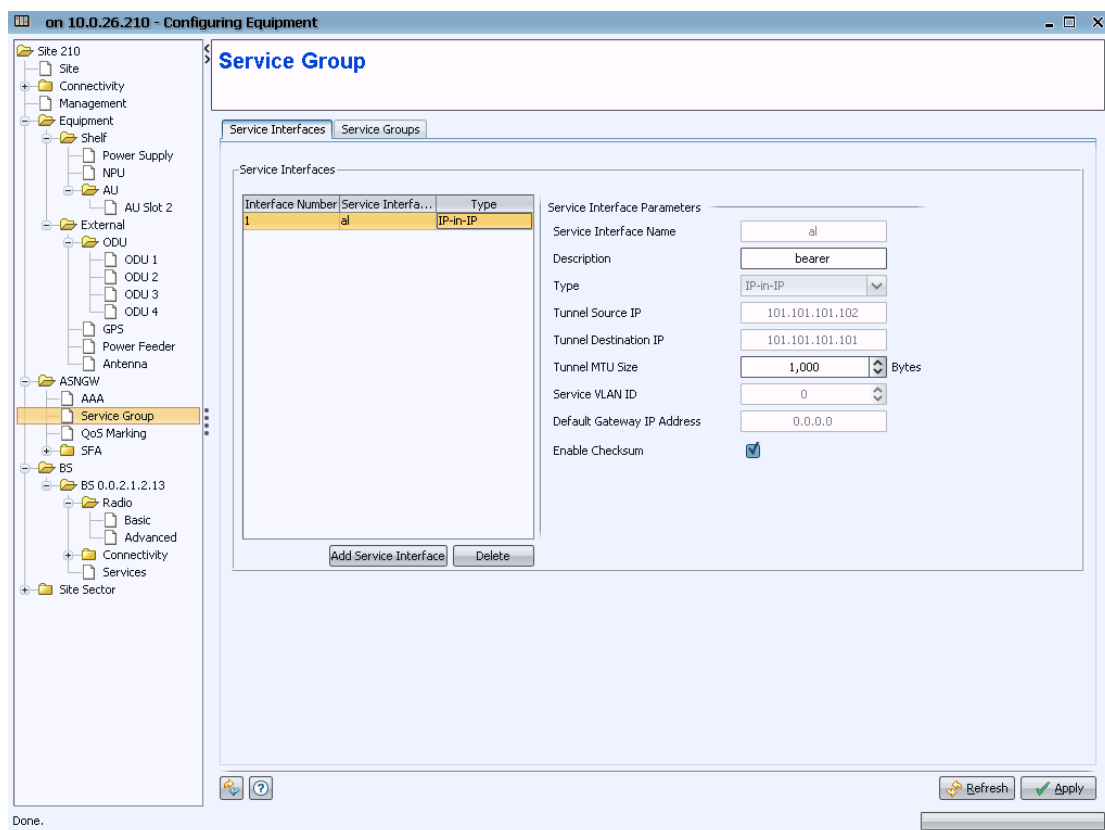 on 10.0.26.210 - Configuring Equipment
Site 210
Site
Connectivity
Management
Equipment
Shelf
Power Supply
NPU
AU
AU Slot 2
External
ODU
ODU 1
ODU 2
ODU 3
ODU 4
GPS
Power Feeder
Antenna
ASNGW
AAA
Service Group
QoS Marking
SFA
BS
BS 0.0.2.1.2.13
Radio
Basic
Advanced
Connectivity
Services
Site Sector
Service Group
Service Interfaces Service Groups
Service Interfaces
Interface Number Service Interfa... Type
1 al IP-in-IP
Add Service Interface Delete
Service Interface Parameters
Service Interface Name al
Description bearer
Type IP-in-IP
Tunnel Source IP 101.101.101.102
Tunnel Destination IP 101.101.101.101
Tunnel MTU Size 1,000 Bytes
Service VLAN ID 0
Default Gateway IP Address 0.0.0.0
Enable Checksum
Refresh Apply
Done.